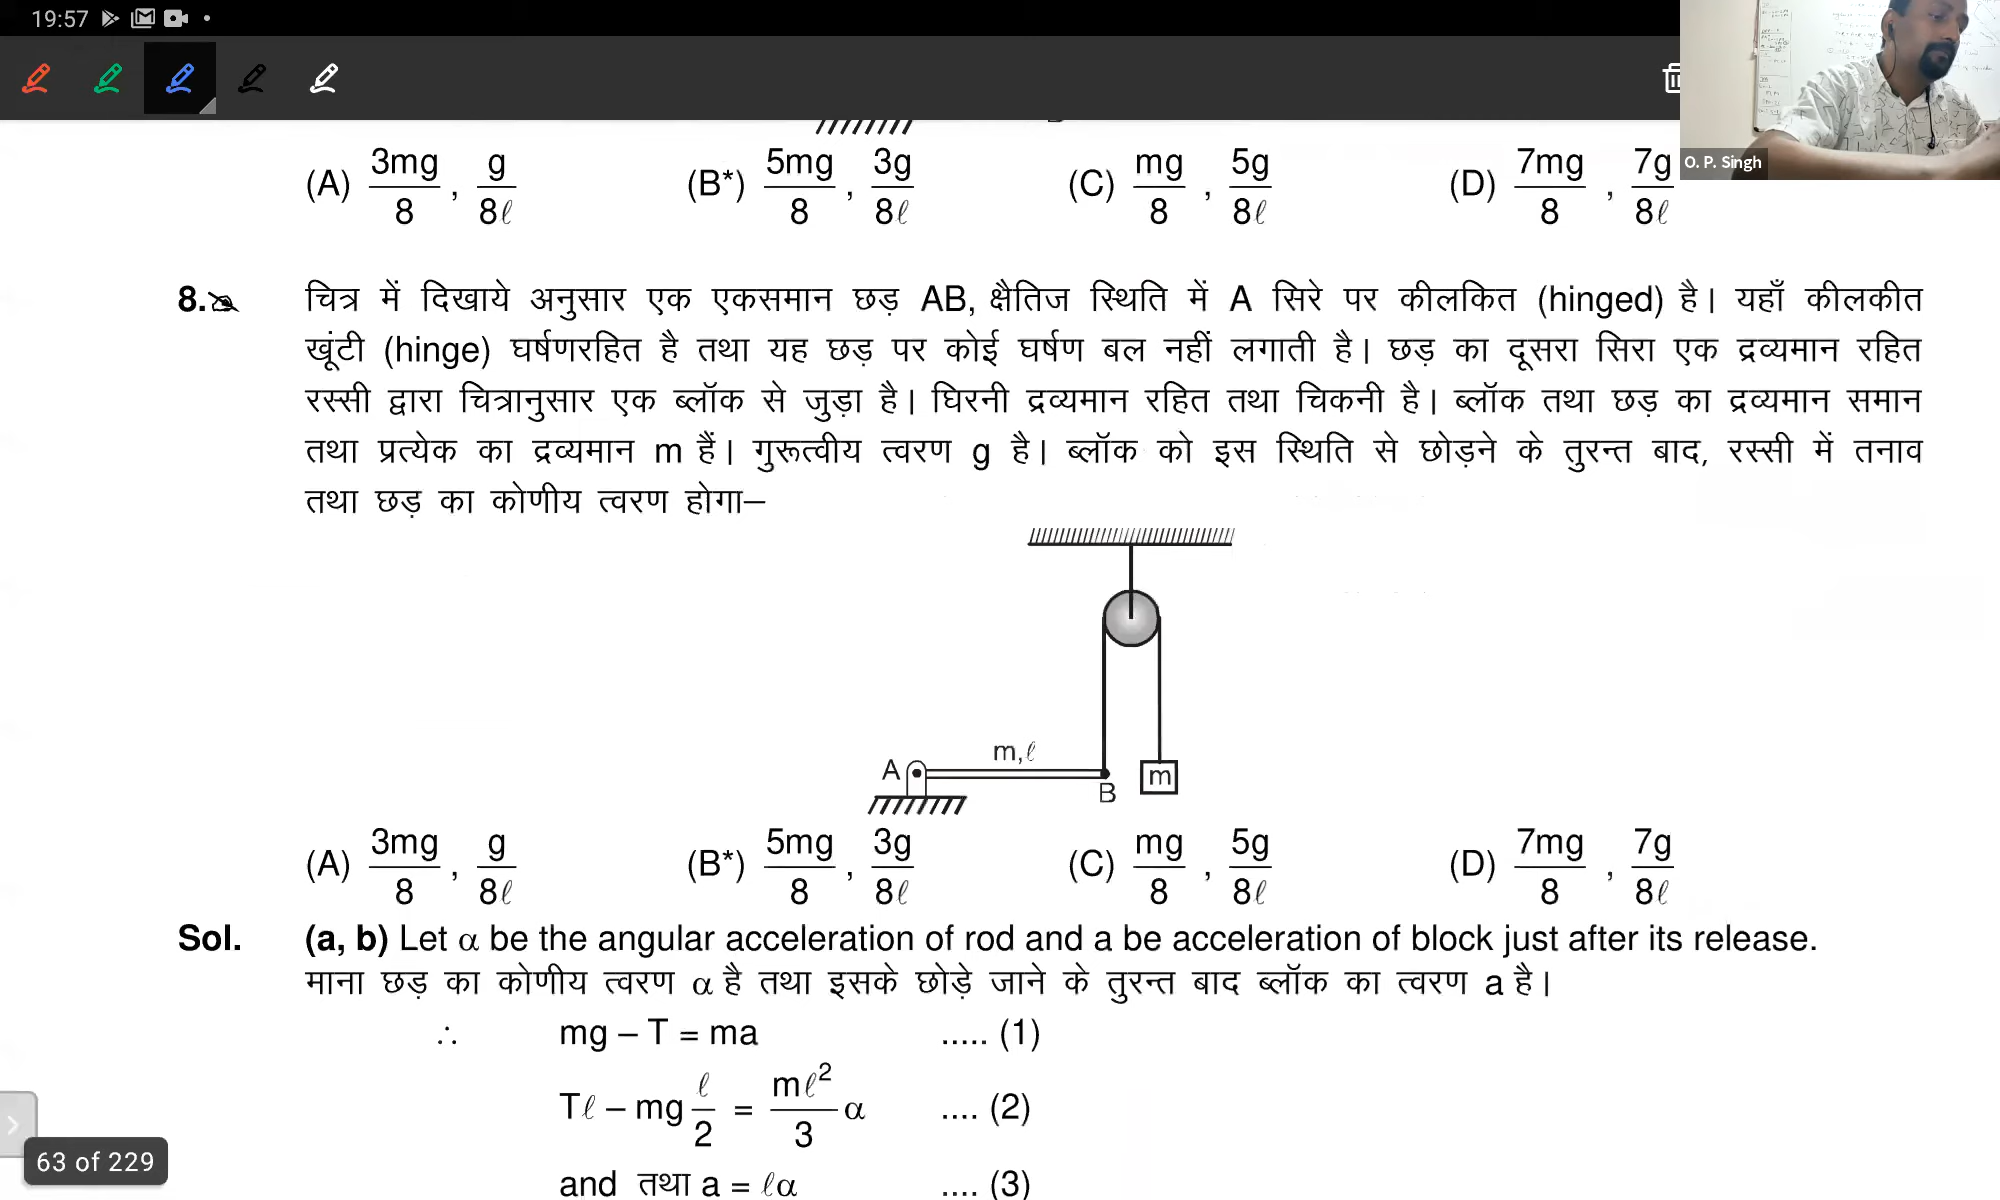 19:57
O. P. Singh
(A) 3mg/8 , g/8ℓ (B*) 5mg/8 , 3g/8ℓ (C) mg/8 , 5g/8ℓ (D) 7mg/8 , 7g/8ℓ
8. चित्र में दिखाये अनुसार एक एकसमान छड़ AB, क्षैतिज स्थिति में A सिरे पर कीलकित (hinged) है। यहाँ कीलकीत
खूंटी (hinge) घर्षणरहित है तथा यह छड़ पर कोई घर्षण बल नहीं लगाती है। छड़ का दूसरा सिरा एक द्रव्यमान रहित
रस्सी द्वारा चित्रानुसार एक ब्लॉक से जुड़ा है। घिरनी द्रव्यमान रहित तथा चिकनी है। ब्लॉक तथा छड़ का द्रव्यमान समान
तथा प्रत्येक का द्रव्यमान m हैं। गुरूत्वीय त्वरण g है। ब्लॉक को इस स्थिति से छोड़ने के तुरन्त बाद, रस्सी में तनाव
तथा छड़ का कोणीय त्वरण होगा–
m,ℓ
A
B
m
(A) 3mg/8 , g/8ℓ (B*) 5mg/8 , 3g/8ℓ (C) mg/8 , 5g/8ℓ (D) 7mg/8 , 7g/8ℓ
Sol. (a, b) Let α be the angular acceleration of rod and a be acceleration of block just after its release.
माना छड़ का कोणीय त्वरण α है तथा इसके छोड़े जाने के तुरन्त बाद ब्लॉक का त्वरण a है।
∴ mg – T = ma ..... (1)
Tℓ – mg ℓ/2 = mℓ²/3 α .... (2)
and तथा a = ℓα .... (3)
63 of 229